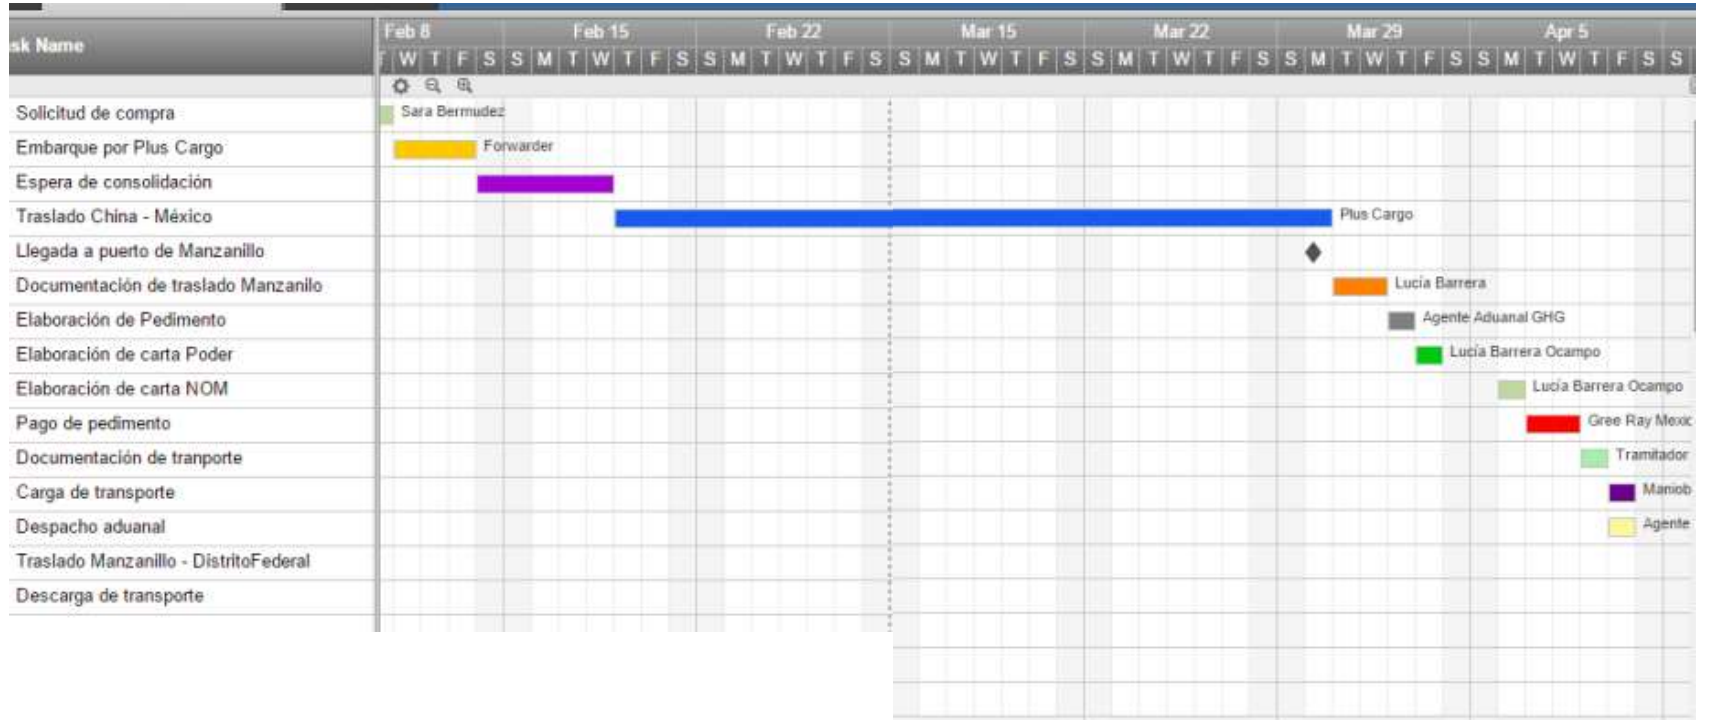 sk Name
Feb 8 Feb 15 Feb 22 Mar 15 Mar 22 Mar 29 Apr 5
T W T F S S M T W T F S S M T W T F S S M T W T F S S M T W T F S S M T W T F S S M T W T F S S
Solicitud de compra Sara Bermudez
Embarque por Plus Cargo Forwarder
Espera de consolidación
Traslado China - México Plus Cargo
Llegada a puerto de Manzanillo
Documentación de traslado Manzanilo Lucía Barrera
Elaboración de Pedimento Agente Aduanal GHG
Elaboración de carta Poder Lucía Barrera Ocampo
Elaboración de carta NOM Lucía Barrera Ocampo
Pago de pedimento Gree Ray Mexic
Documentación de tranporte Tramitador
Carga de transporte Maniob
Despacho aduanal Agente
Traslado Manzanillo - DistritoFederal
Descarga de transporte